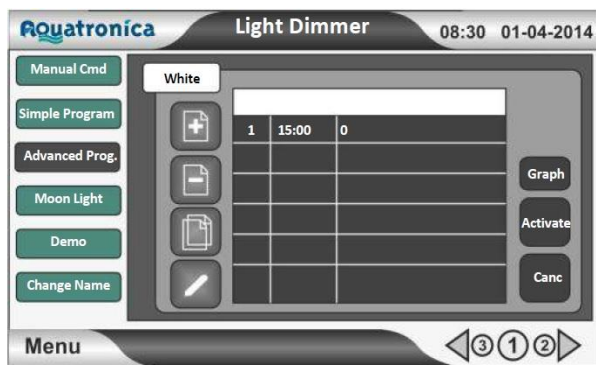 Aquatronica Light Dimmer 08:30 01-04-2014
Manual Cmd
White
Simple Program
1 15:00 0
Advanced Prog.
Graph
Moon Light
Activate
Demo
Change Name
Canc
Menu
3 1 2